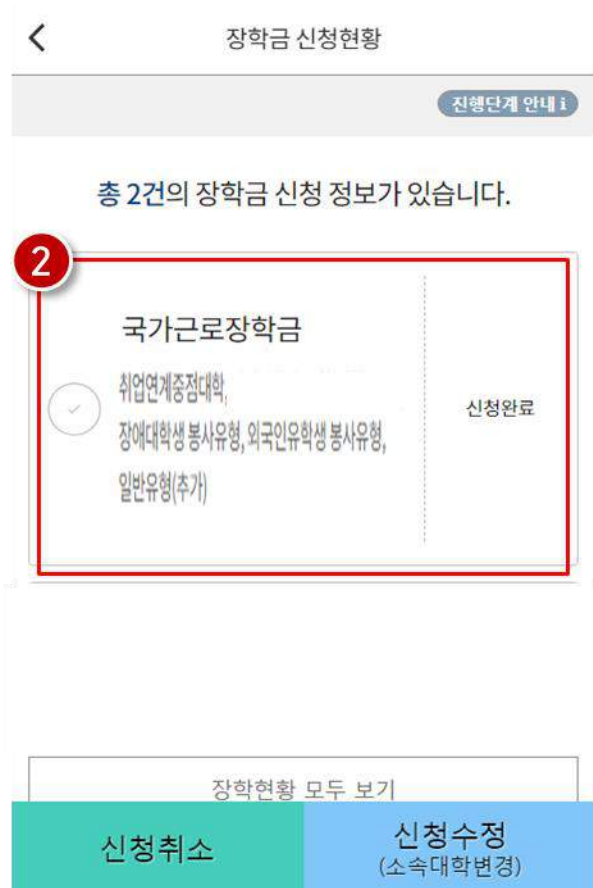 장학금 신청현황
진행단계 안내 i
총 2건의 장학금 신청 정보가 있습니다.
2
국가근로장학금
취업연계중점대학,
장애대학생 봉사유형, 외국인유학생 봉사유형,
일반유형(추가)
신청완료
장학현황 모두 보기
신청취소
신청수정
(소속대학변경)